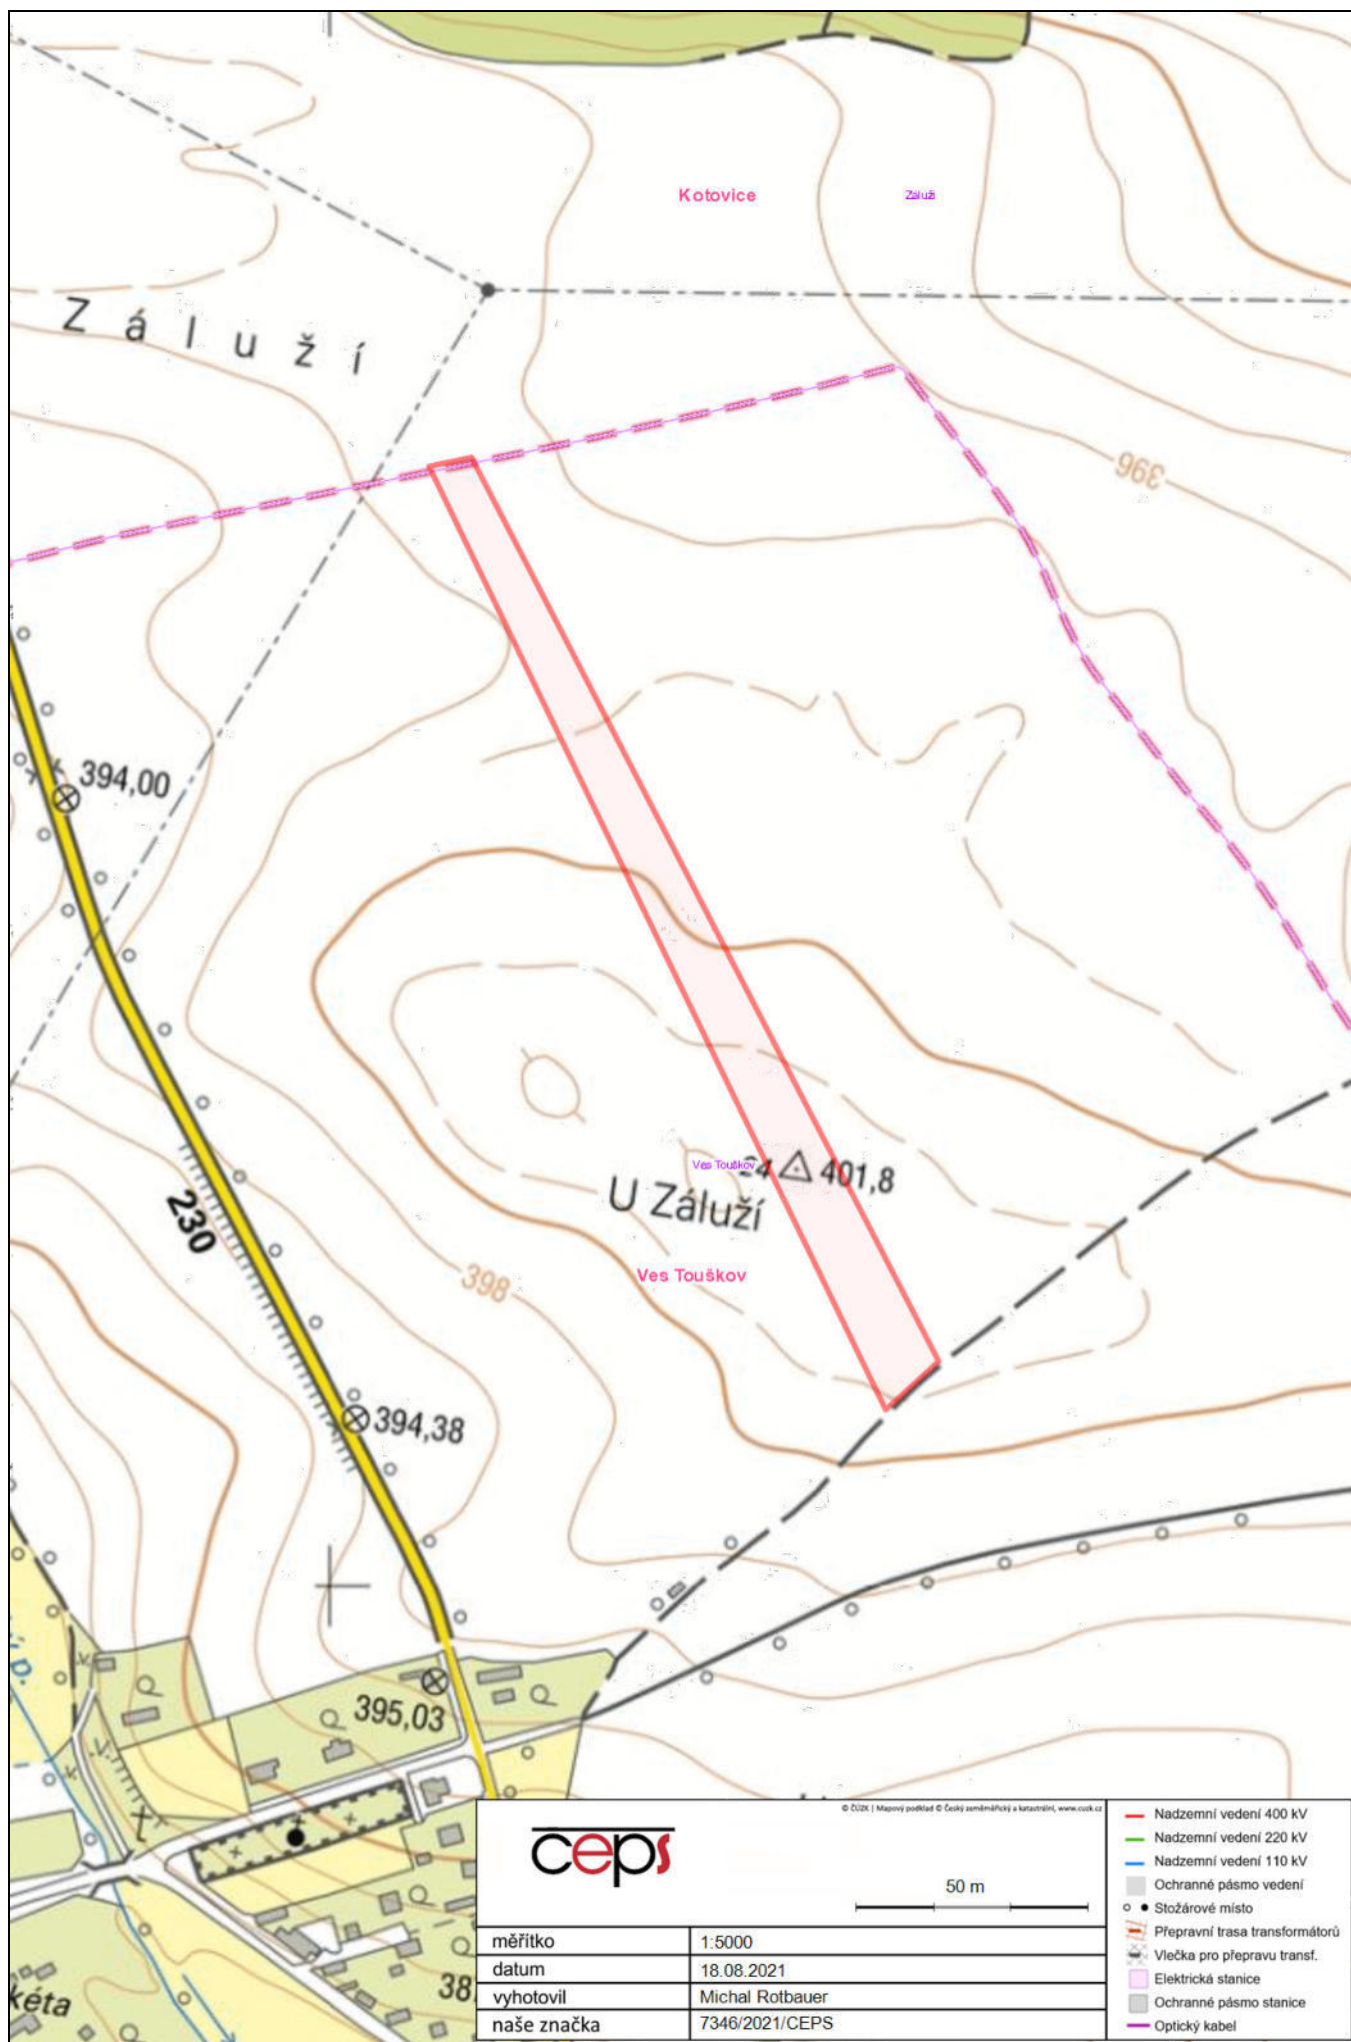 Kotovice
Záluží
Záluží
396
394,00
24 401,8
Ves Touškov
U Záluží
230
Ves Touškov
398
394,38
395,03
ý p.
38
kéta
© ČÚZK | Mapový podklad © Český zeměměřický a katastrální, www.cuzk.cz
ceps
50 m
měřítko 1:5000
datum 18.08.2021
vyhotovil Michal Rotbauer
naše značka 7346/2021/CEPS
Nadzemní vedení 400 kV
Nadzemní vedení 220 kV
Nadzemní vedení 110 kV
Ochranné pásmo vedení
Stožárové místo
Přepravní trasa transformátorů
Vlečka pro přepravu transf.
Elektrická stanice
Ochranné pásmo stanice
Optický kabel